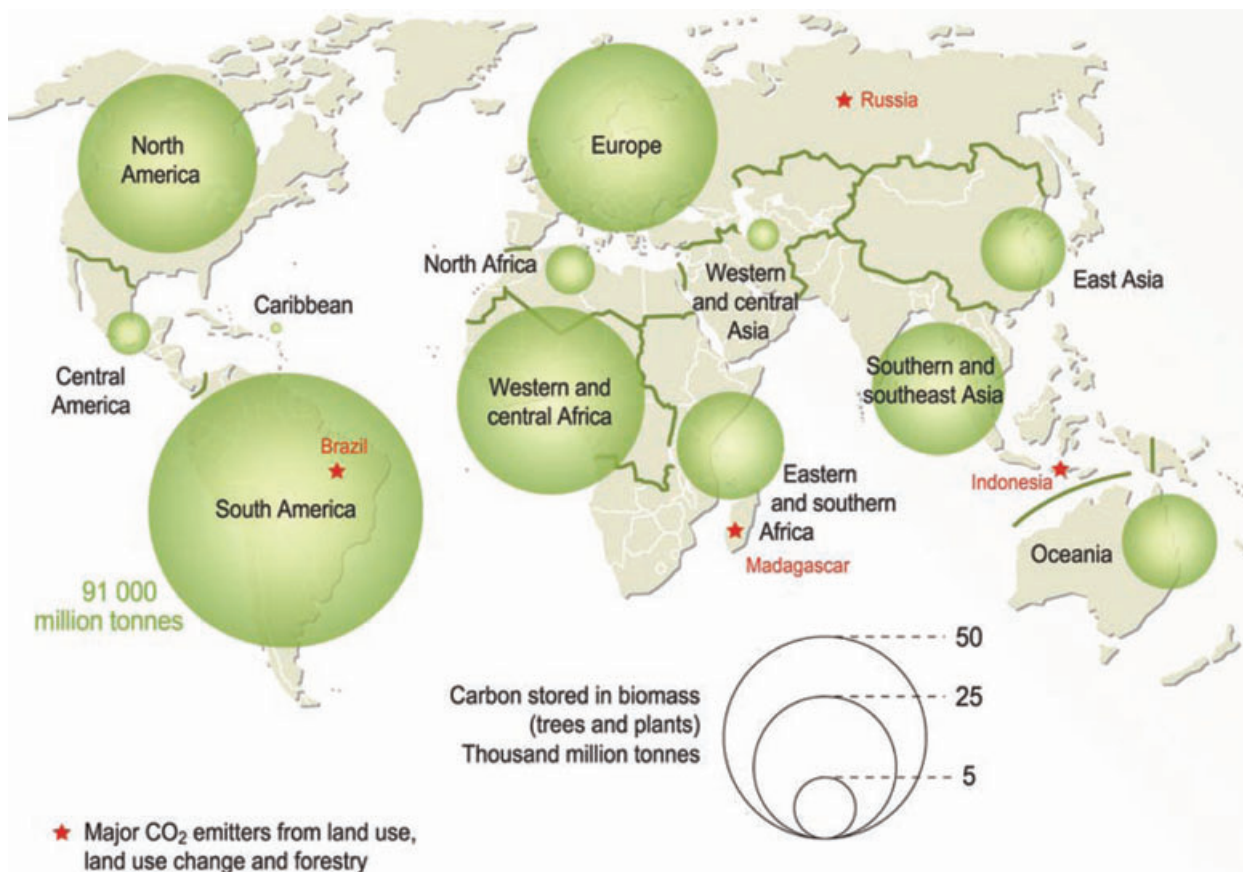 North
America
Europe
Russia
North Africa
Western
and central
Asia
East Asia
Caribbean
Central
America
Western and
central Africa
Southern and
southeast Asia
Brazil
South America
Eastern
and southern
Africa
Indonesia
Madagascar
Oceania
91 000
million tonnes
Carbon stored in biomass
(trees and plants)
Thousand million tonnes
50
25
5
Major CO₂ emitters from land use,
land use change and forestry